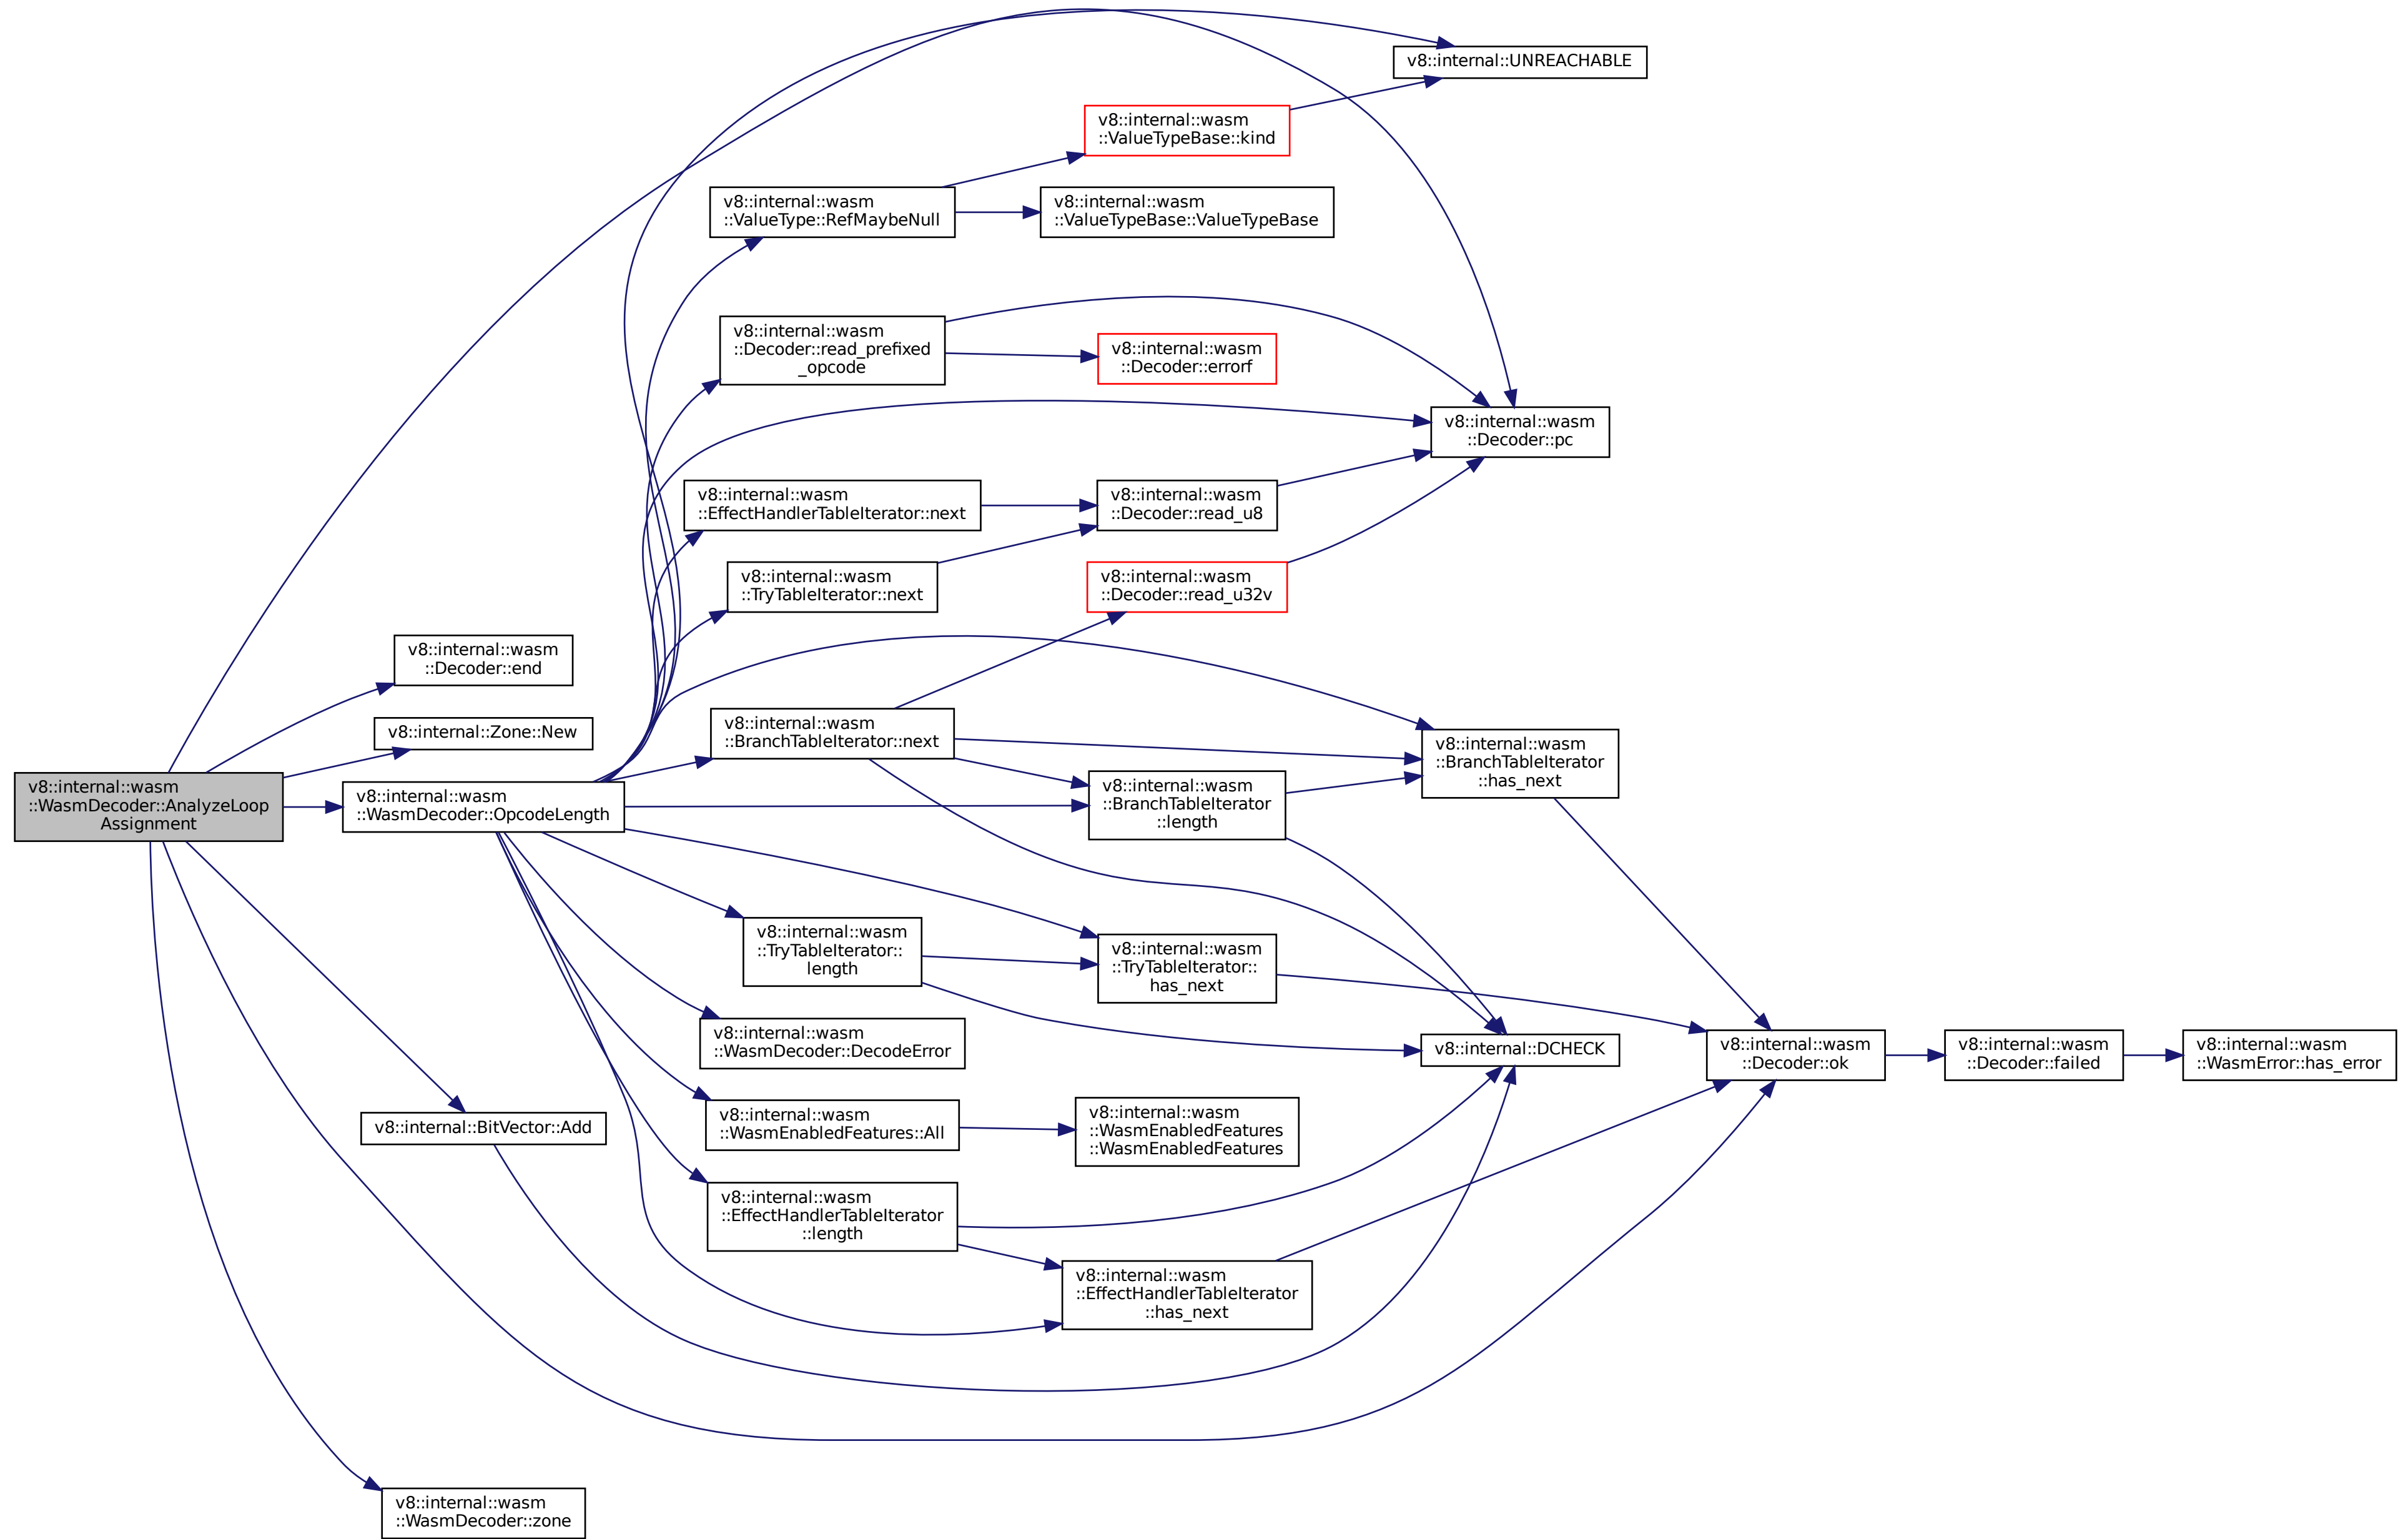 v8::internal::UNREACHABLE
v8::internal::wasm
::ValueTypeBase::kind
v8::internal::wasm
::ValueType::RefMaybeNull
v8::internal::wasm
::ValueTypeBase::ValueTypeBase
v8::internal::wasm
::Decoder::read_prefixed
_opcode
v8::internal::wasm
::Decoder::errorf
v8::internal::wasm
::Decoder::pc
v8::internal::wasm
::EffectHandlerTableIterator::next
v8::internal::wasm
::Decoder::read_u8
v8::internal::wasm
::TryTableIterator::next
v8::internal::wasm
::Decoder::read_u32v
v8::internal::wasm
::Decoder::end
v8::internal::Zone::New
v8::internal::wasm
::BranchTableIterator::next
v8::internal::wasm
::BranchTableIterator
::has_next
v8::internal::wasm
::WasmDecoder::AnalyzeLoop
Assignment
v8::internal::wasm
::WasmDecoder::OpcodeLength
v8::internal::wasm
::BranchTableIterator
::length
v8::internal::wasm
::TryTableIterator::
length
v8::internal::wasm
::TryTableIterator::
has_next
v8::internal::wasm
::WasmDecoder::DecodeError
v8::internal::DCHECK
v8::internal::wasm
::Decoder::ok
v8::internal::wasm
::Decoder::failed
v8::internal::wasm
::WasmError::has_error
v8::internal::BitVector::Add
v8::internal::wasm
::WasmEnabledFeatures::All
v8::internal::wasm
::WasmEnabledFeatures
::WasmEnabledFeatures
v8::internal::wasm
::EffectHandlerTableIterator
::length
v8::internal::wasm
::EffectHandlerTableIterator
::has_next
v8::internal::wasm
::WasmDecoder::zone